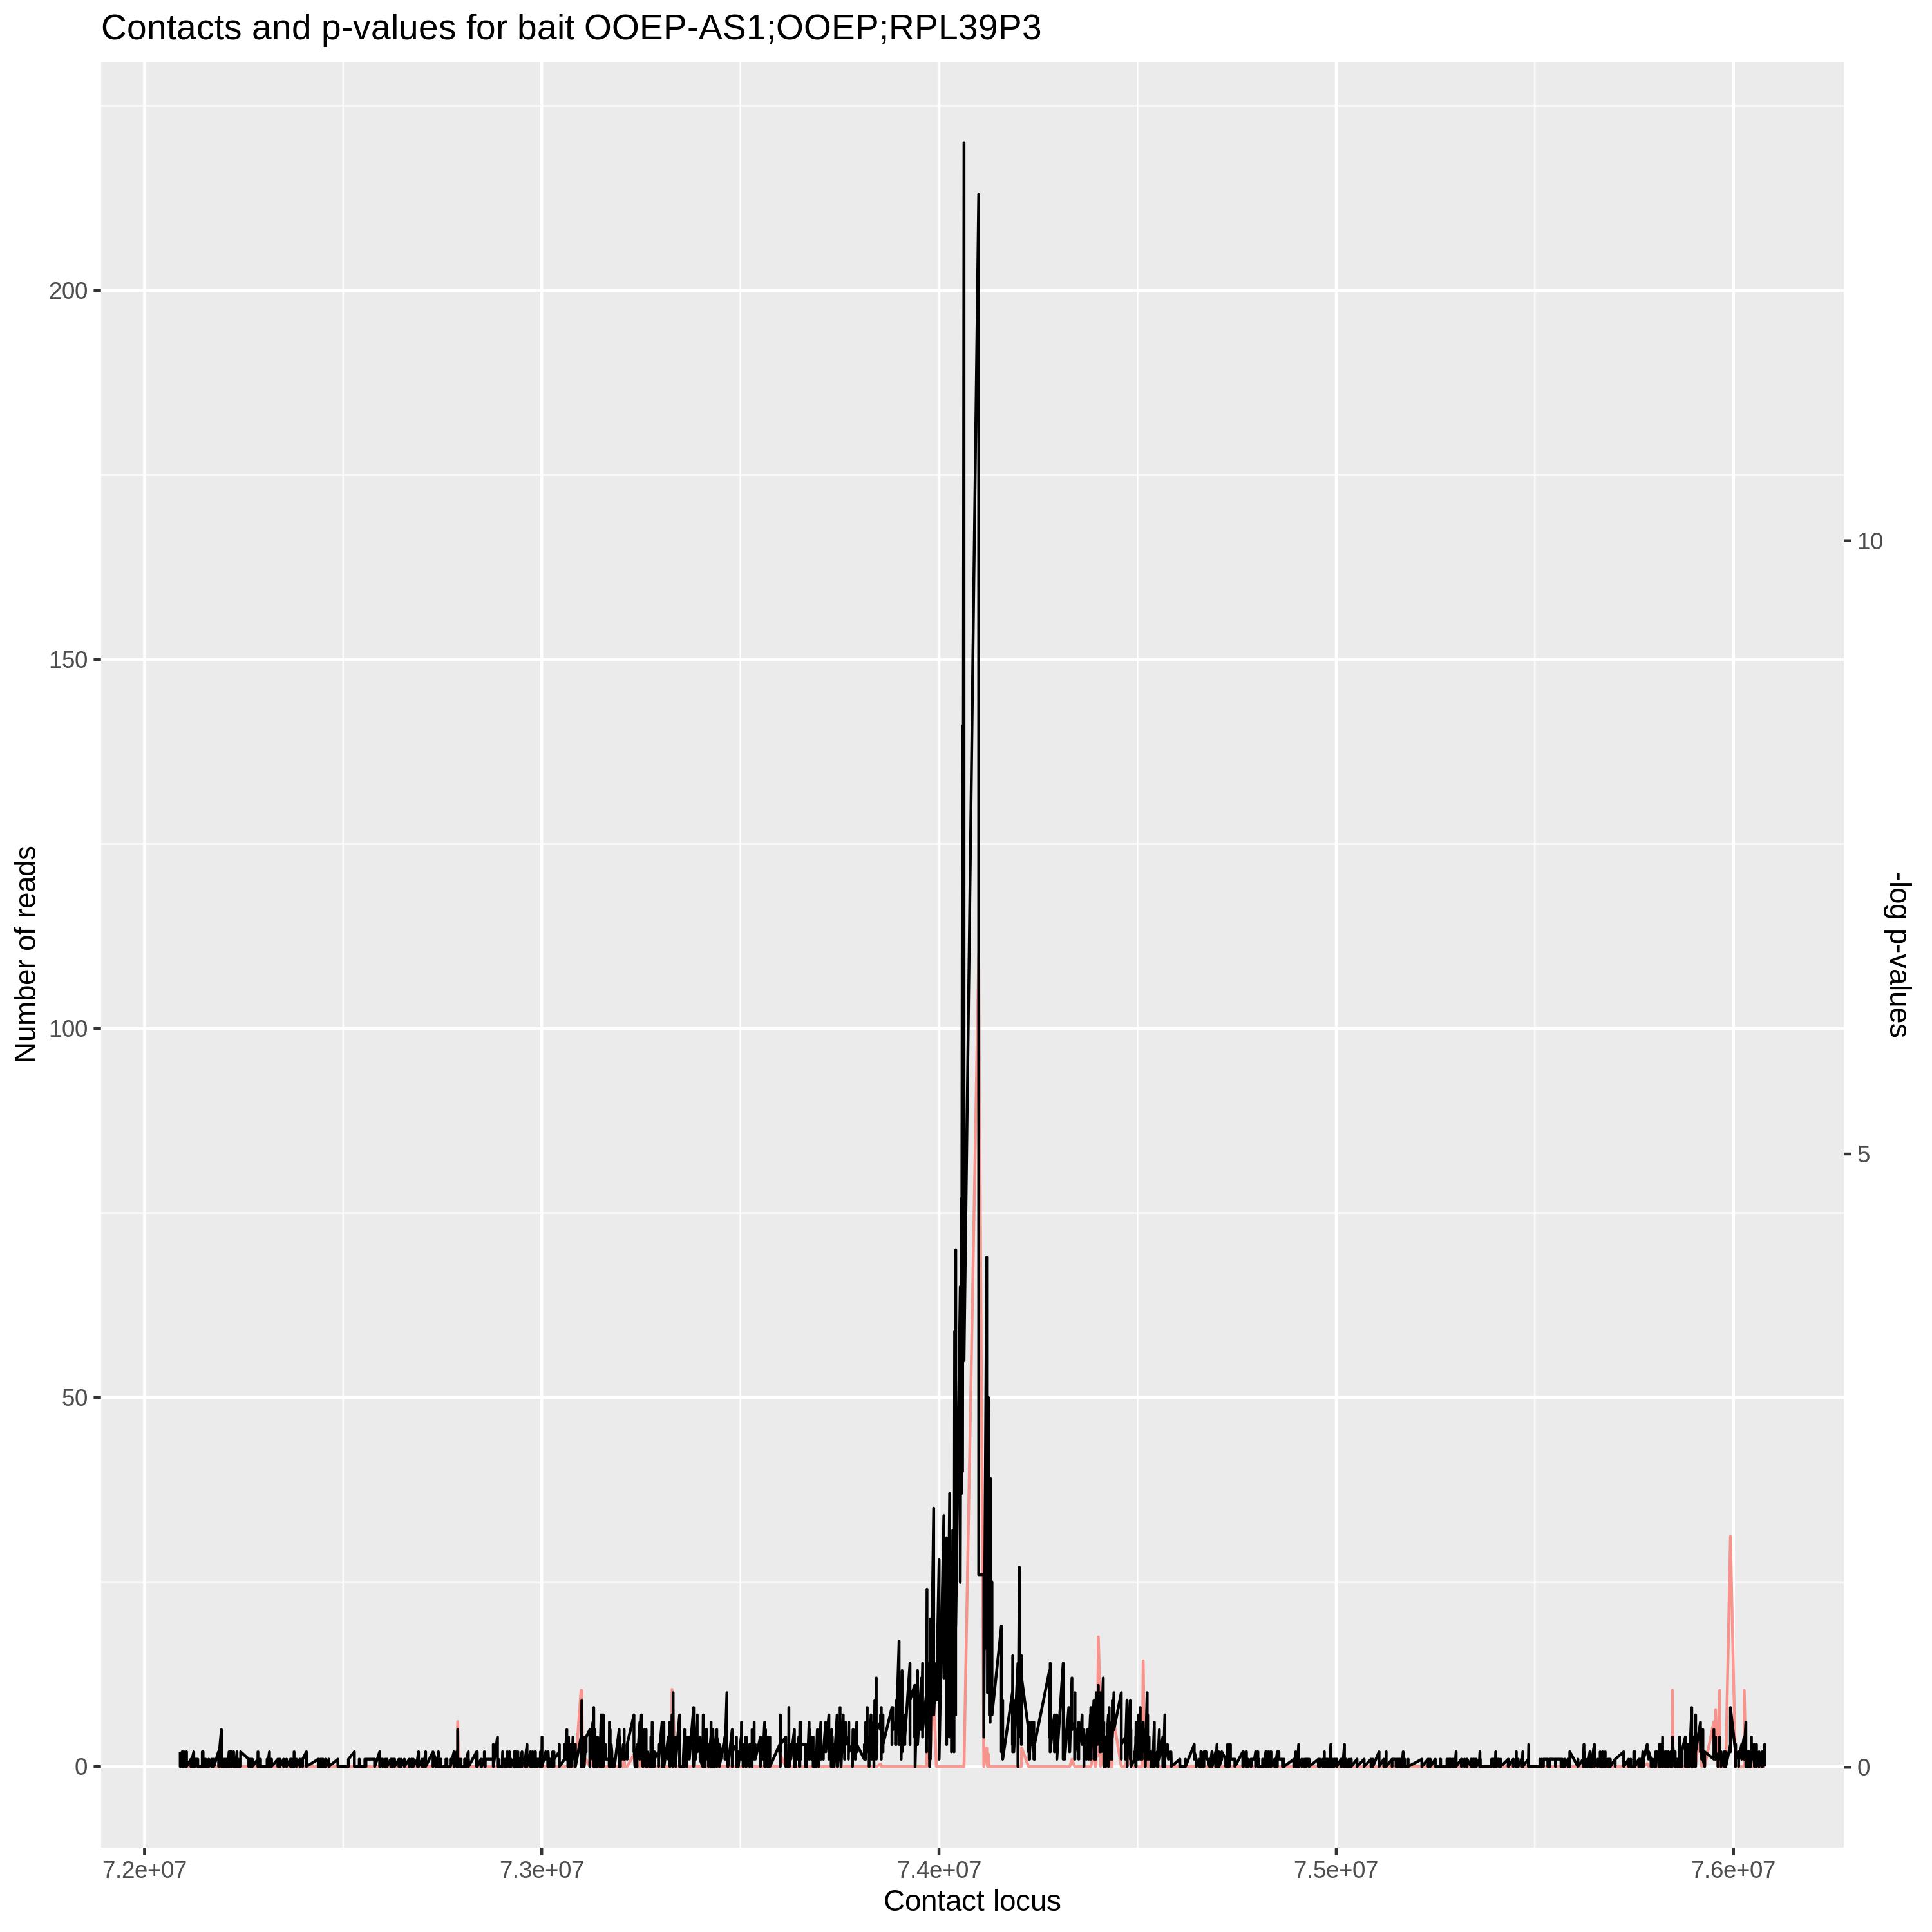 Contacts and p-values for bait OOEP-AS1;OOEP;RPL39P3
200
150
100
50
0
Number of reads
10
5
0
-log p-values
7.2e+07 7.3e+07 7.4e+07 7.5e+07 7.6e+07
Contact locus